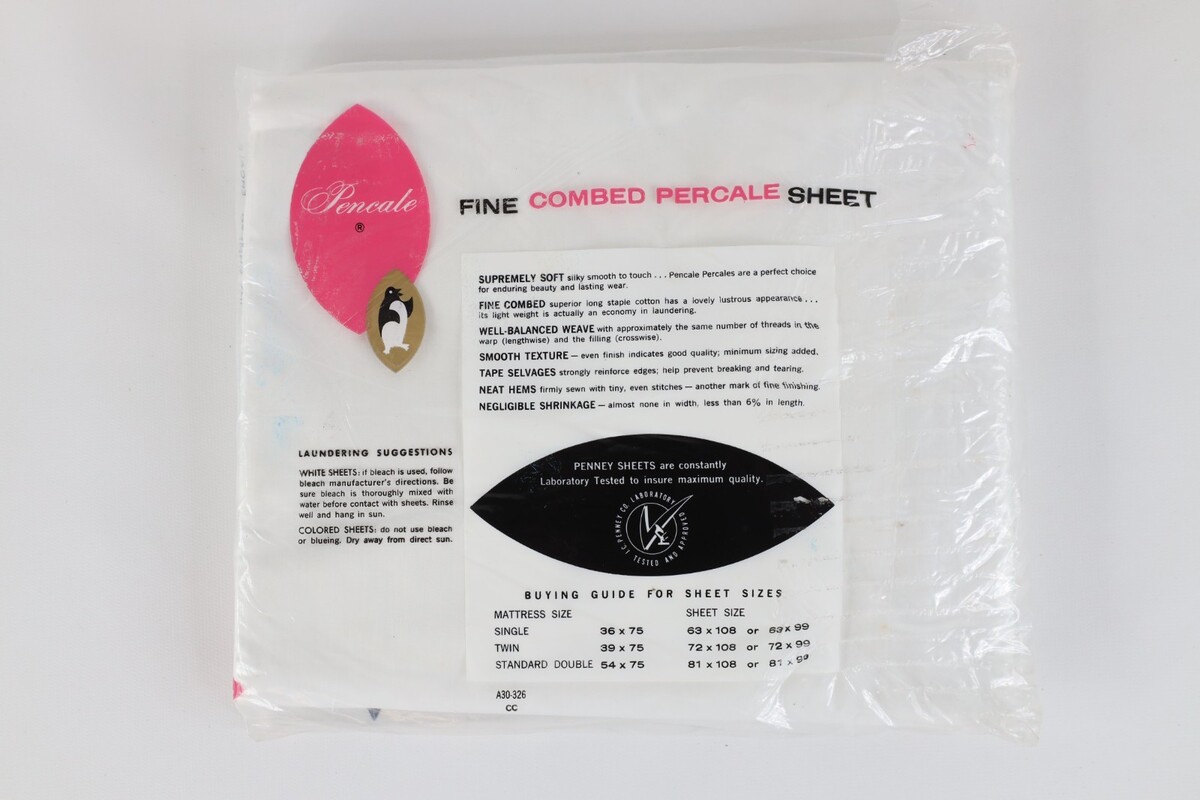 Pencale
®
FINE COMBED PERCALE SHEET
SUPREMELY SOFT silky smooth to touch . . . Pencale Percales are a perfect choice
for enduring beauty and lasting wear.
FINE COMBED superior long staple cotton has a lovely lustrous appearance . . .
its light weight is actually an economy in laundering.
WELL-BALANCED WEAVE with approximately the same number of threads in the
warp (lengthwise) and the filling (crosswise).
SMOOTH TEXTURE — even finish indicates good quality; minimum sizing added.
TAPE SELVAGES strongly reinforce edges; help prevent breaking and tearing.
NEAT HEMS firmly sewn with tiny, even stitches — another mark of fine finishing.
NEGLIGIBLE SHRINKAGE — almost none in width, less than 6% in length.
LAUNDERING SUGGESTIONS
WHITE SHEETS: if bleach is used, follow
bleach manufacturer's directions. Be
sure bleach is thoroughly mixed with
water before contact with sheets. Rinse
well and hang in sun.
COLORED SHEETS: do not use bleach
or blueing. Dry away from direct sun.
PENNEY SHEETS are constantly
Laboratory Tested to insure maximum quality.
J.C. PENNEY CO. LABORATORY
TESTED AND APPROVED
BUYING GUIDE FOR SHEET SIZES
MATTRESS SIZE SHEET SIZE
SINGLE 36 x 75 63 x 108 or 63 x 99
TWIN 39 x 75 72 x 108 or 72 x 99
STANDARD DOUBLE 54 x 75 81 x 108 or 81 x 99
A30-326
CC